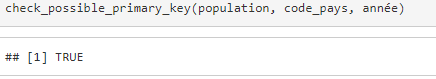 check_possible_primary_key(population, code_pays, année)
## [1] TRUE